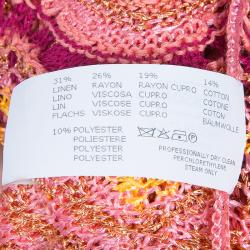 31% 26% 19% 14%
LINEN RAYON RAYON CUPRO COTTON
LINO VISCOSA CUPRO COTONE
LIN VISCOSE CUPRO COTON
FLACHS VISKOSE CUPRO BAUMWOLLE
10% POLYESTER
POLIESTERE
POLYESTER
POLYESTER
PROFESSIONALLY DRY CLEAN
PERCHLORETHYLENE
STEAM ONLY